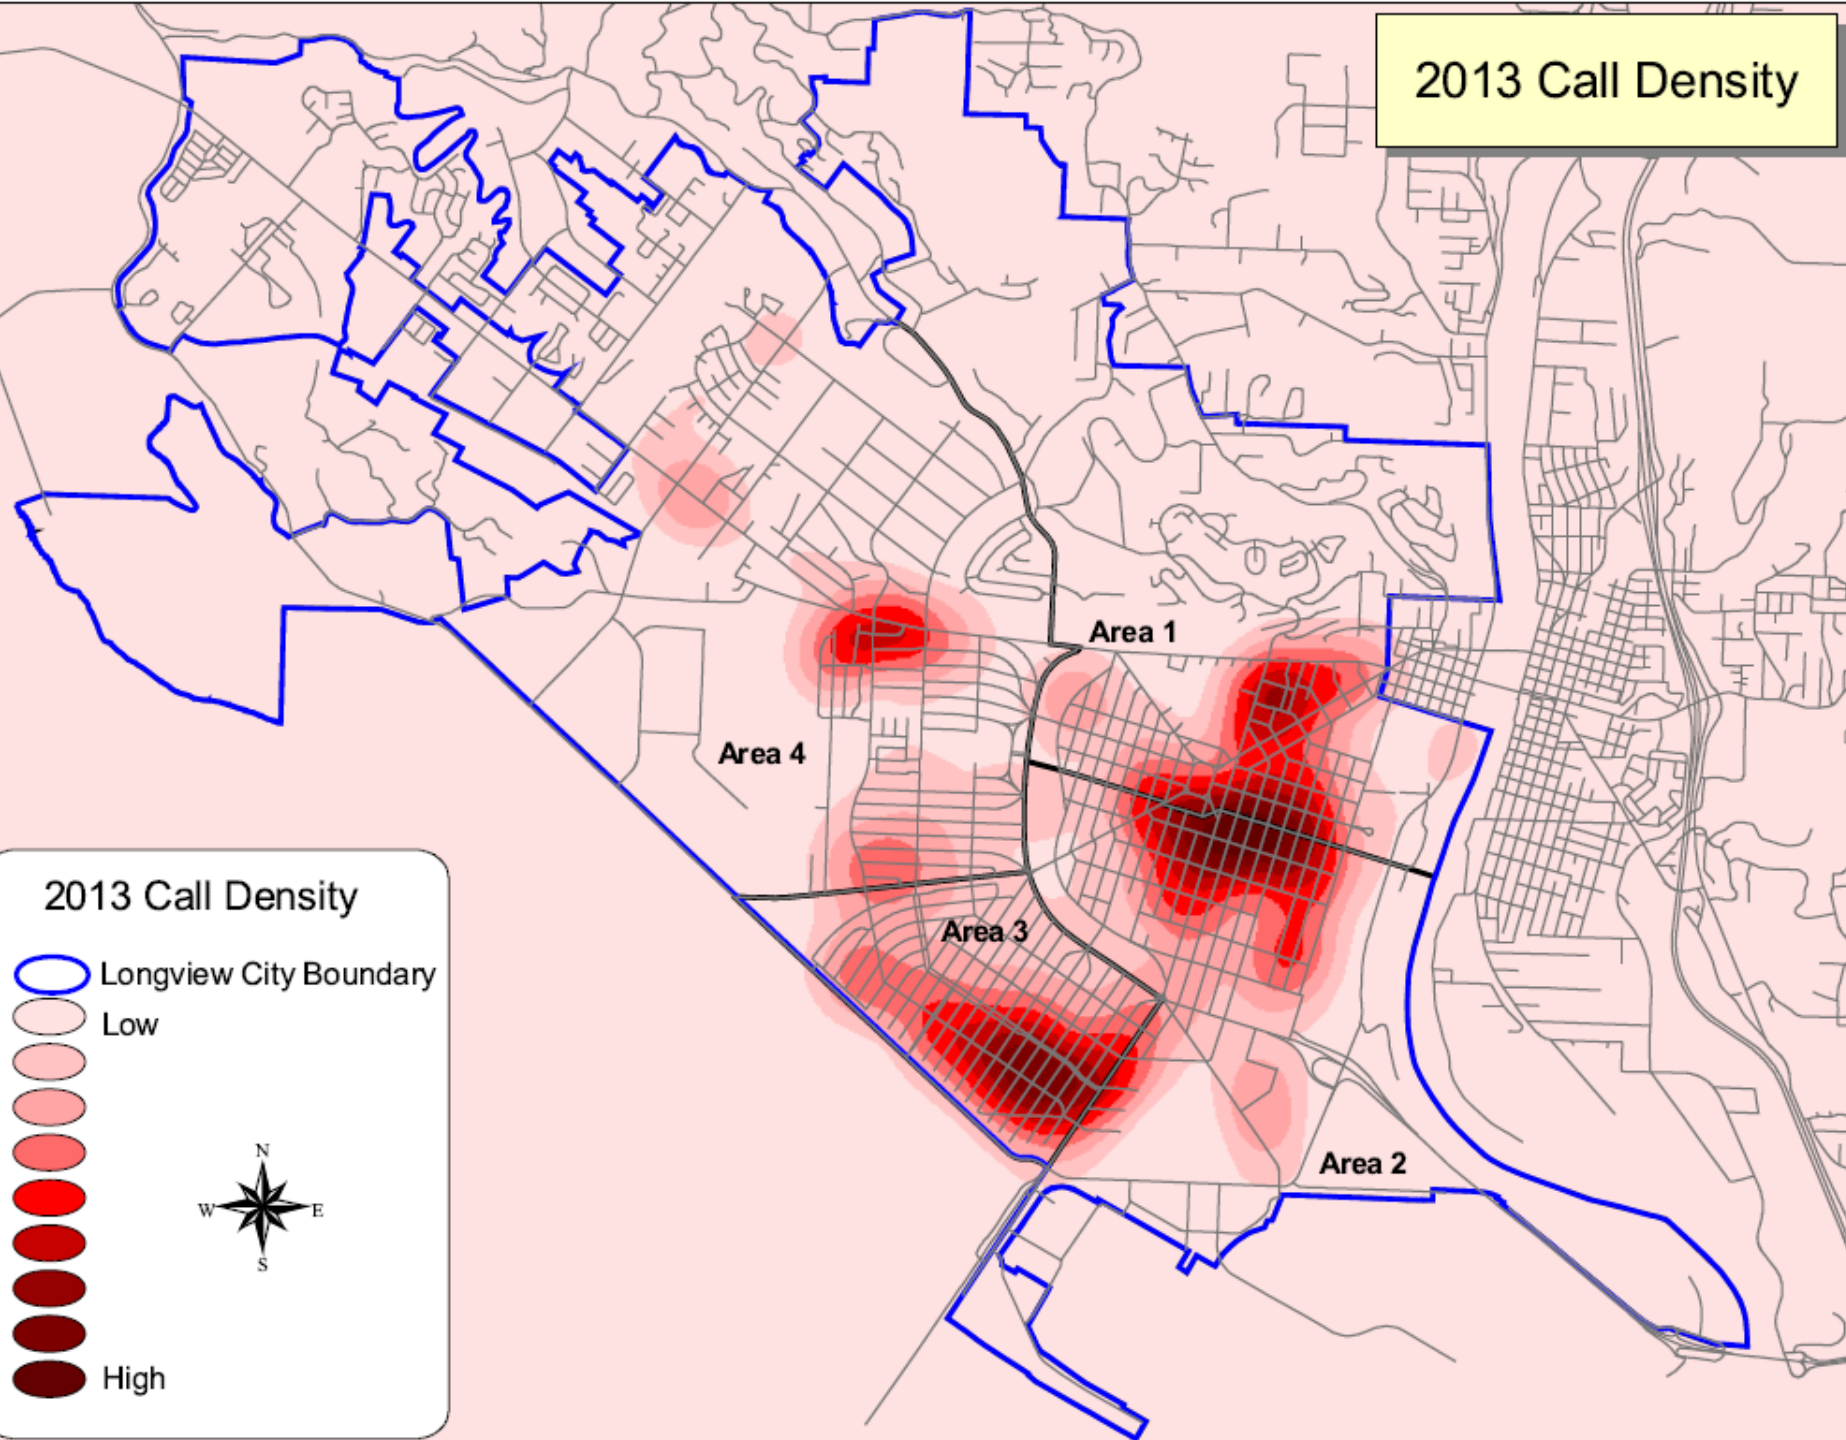 2013 Call Density
Area 1
Area 4
Area 3
Area 2
2013 Call Density
Longview City Boundary
Low
High
N
W
E
S